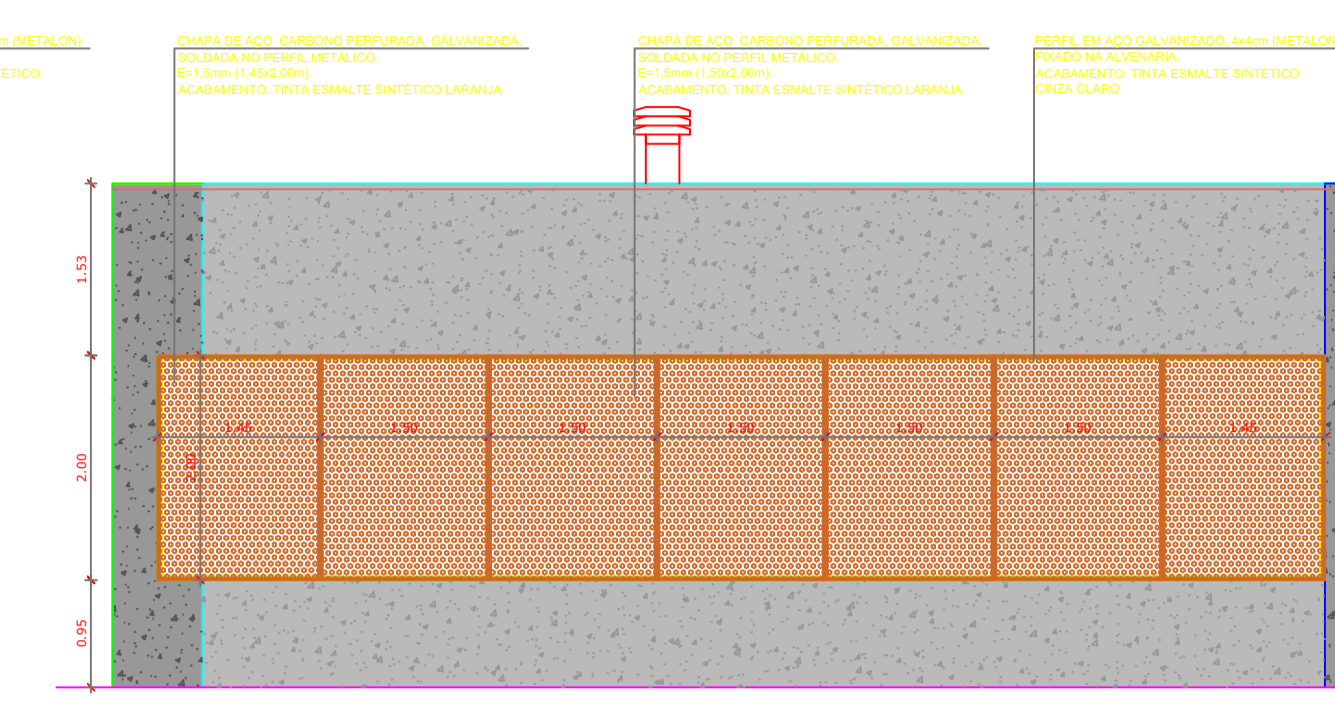 m (METALON)
ÉTICO
CHAPA DE AÇO CARBONO PERFURADA, GALVANIZADA,
SOLDADA NO PERFIL METÁLICO.
E=1,5mm (1,45x2,00m).
ACABAMENTO: TINTA ESMALTE SINTÉTICO LARANJA
CHAPA DE AÇO CARBONO PERFURADA, GALVANIZADA,
SOLDADA NO PERFIL METÁLICO.
E=1,5mm (1,50x2,00m).
ACABAMENTO: TINTA ESMALTE SINTÉTICO LARANJA
PERFIL EM AÇO GALVANIZADO, 4x4cm (METALON
FIXADO NA ALVENARIA.
ACABAMENTO: TINTA ESMALTE SINTÉTICO
CINZA CLARO
1.53
2.00
0.95
1.45
1.50
1.50
1.50
1.50
1.50
1.45